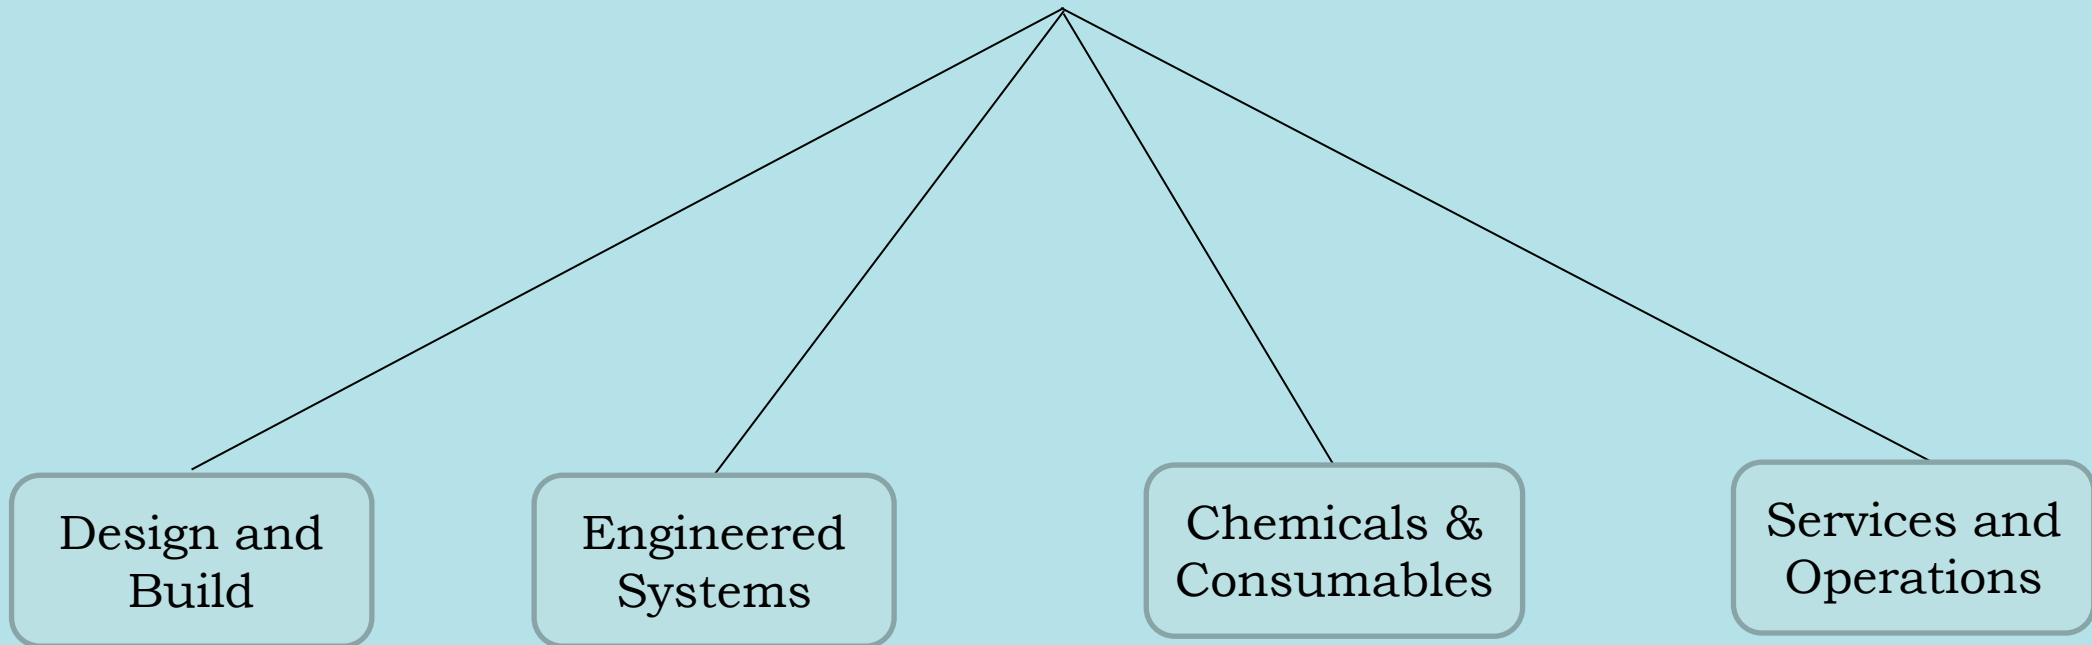 Design and
Build
Engineered
Systems
Chemicals &
Consumables
Services and
Operations